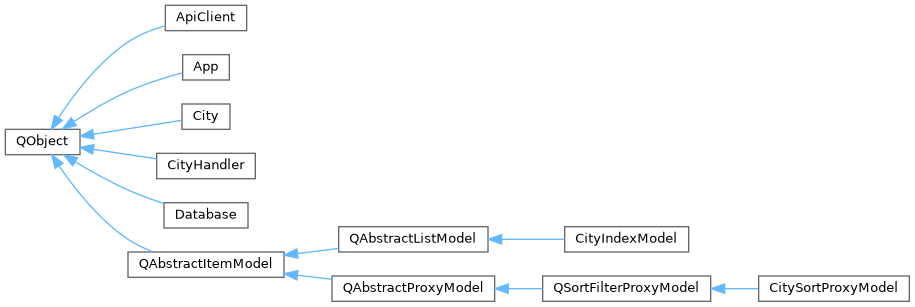 ApiClient
App
City
QObject
CityHandler
Database
QAbstractListModel
CityIndexModel
QAbstractItemModel
QAbstractProxyModel
QSortFilterProxyModel
CitySortProxyModel